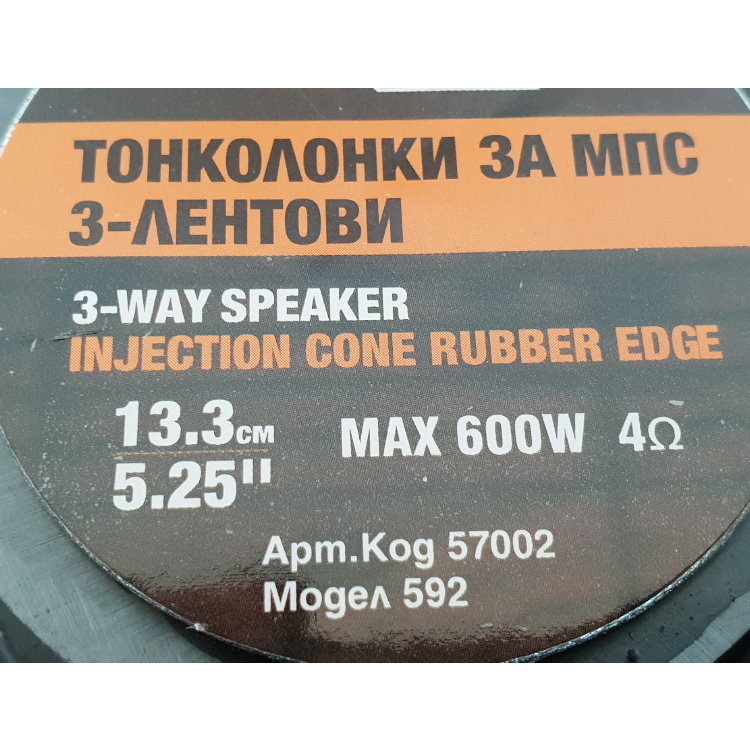 ТОНКОЛОНКИ ЗА МПС
3-ЛЕНТОВИ
3-WAY SPEAKER
INJECTION CONE RUBBER EDGE
13.3см
5.25"
MAX 600W 4Ω
Арт.Код 57002
Модел 592